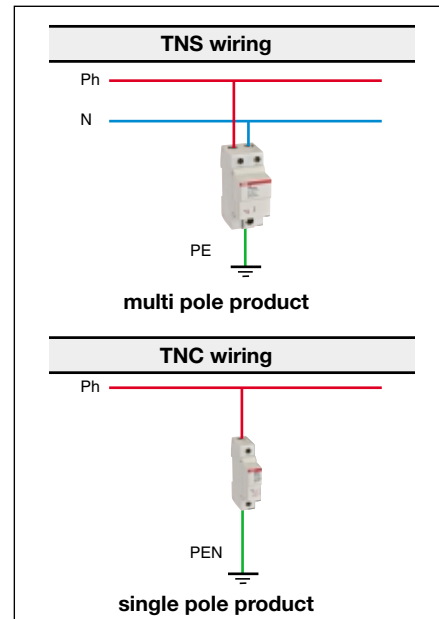 TNS wiring
Ph
N
PE
multi pole product
TNC wiring
Ph
PEN
single pole product